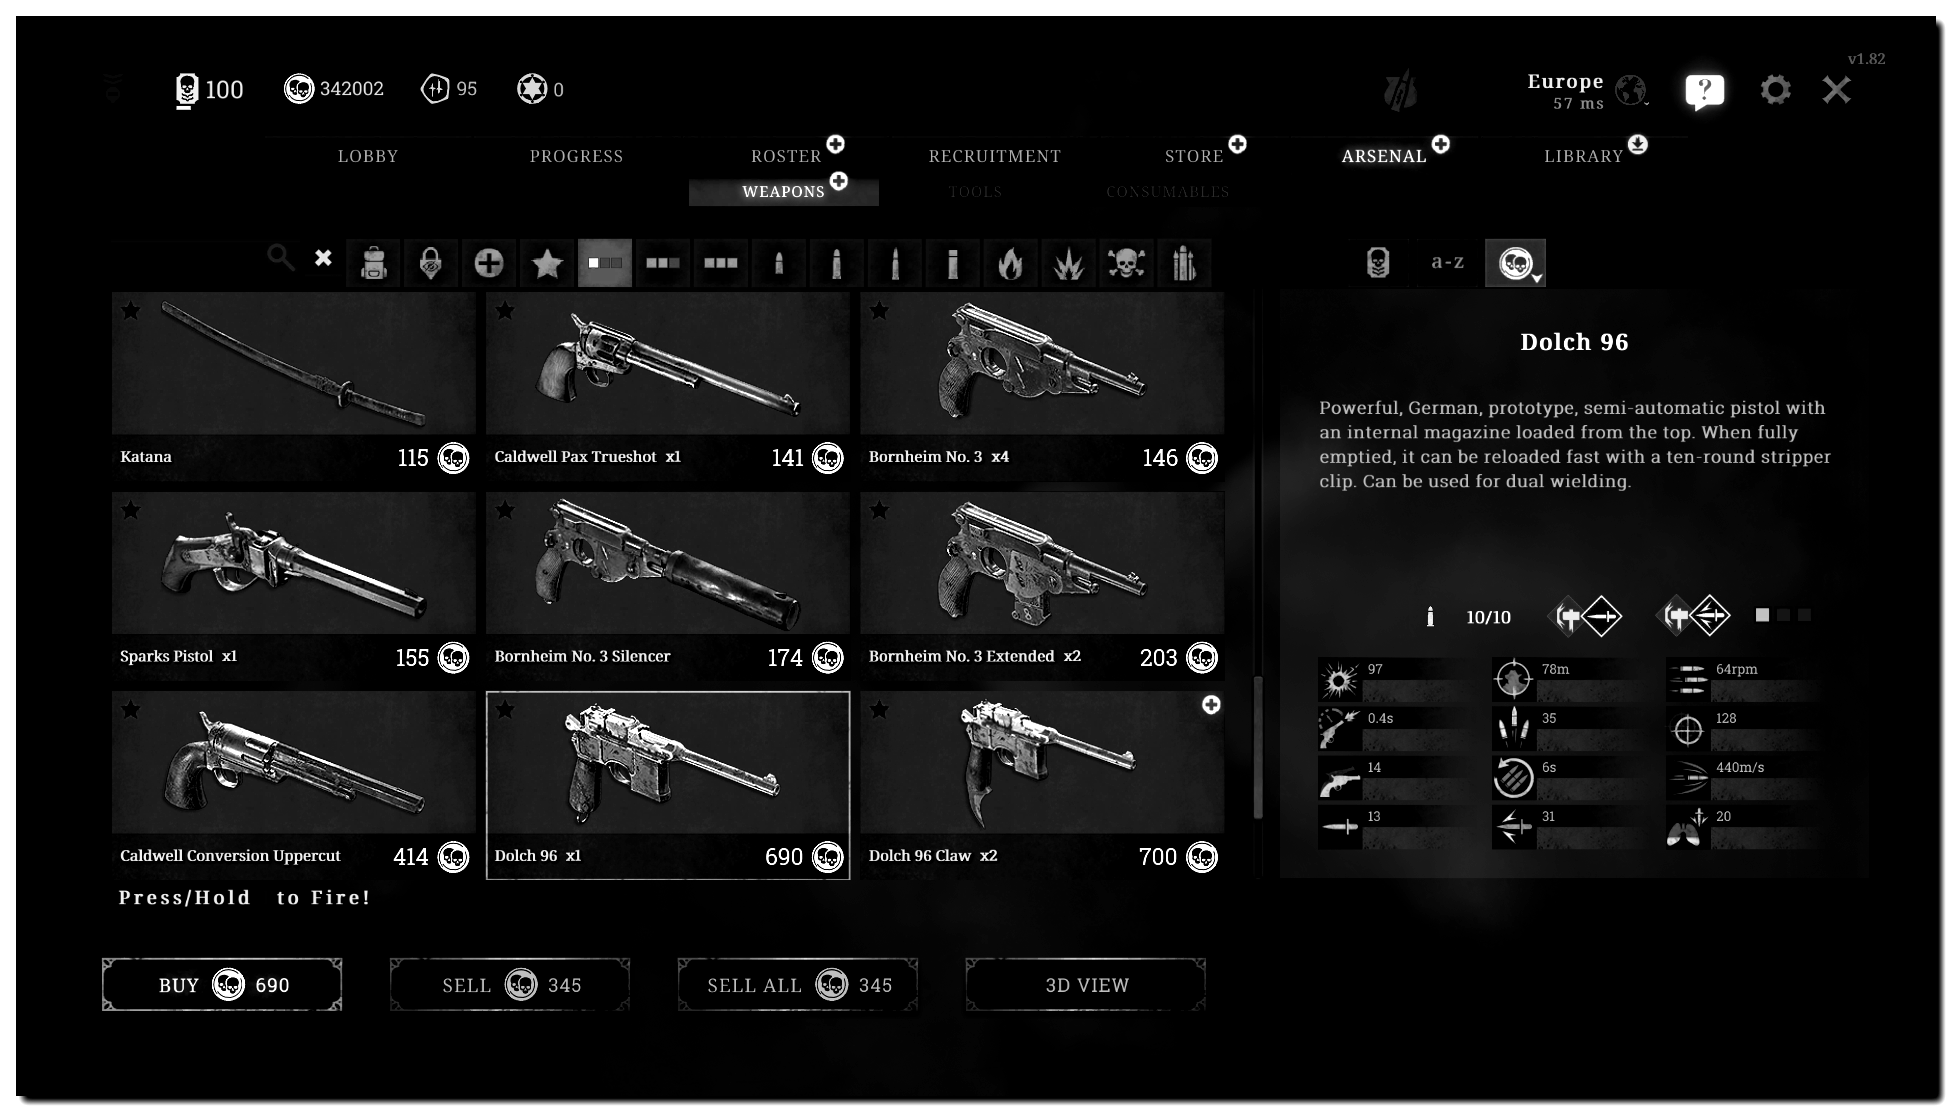 v1.82
100
342002
95
0
Europe
57 ms
?
LOBBY
PROGRESS
ROSTER
RECRUITMENT
STORE
ARSENAL
LIBRARY
WEAPONS
TOOLS
CONSUMABLES
a-z
Katana 115
Caldwell Pax Trueshot x1 141
Bornheim No. 3 x4 146
Sparks Pistol x1 155
Bornheim No. 3 Silencer 174
Bornheim No. 3 Extended x2 203
Caldwell Conversion Uppercut 414
Dolch 96 x1 690
Dolch 96 Claw x2 700
Press/Hold to Fire!
BUY 690
SELL 345
SELL ALL 345
3D VIEW
Dolch 96
Powerful, German, prototype, semi-automatic pistol with
an internal magazine loaded from the top. When fully
emptied, it can be reloaded fast with a ten-round stripper
clip. Can be used for dual wielding.
10/10
97 78m 64rpm
0.4s 35 128
14 6s 440m/s
13 31 20